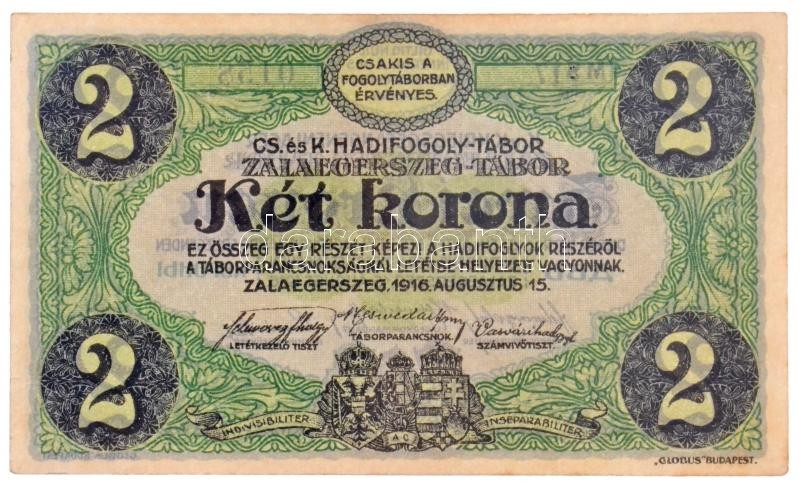 2
2
CSAKIS A
FOGOLYTÁBORBAN
ÉRVÉNYES.
CS. és K. HADIFOGOLY-TÁBOR
ZALAEGERSZEG-TÁBOR
Két korona
EZ ÖSSZEG EGY RÉSZÉT KÉPEZI A HADIFOGLYOK RÉSZÉRŐL
A TÁBORPARANCSNOKSÁGNÁL LETÉTBE HELYEZETT VAGYONNAK.
ZALAEGERSZEG, 1916. AUGUSZTUS 15.
LETÉTKEZELŐ TISZT
TÁBORPARANCSNOK.
SZÁMVIVŐTISZT.
2
2
INDIVISIBILITER
INSEPARABILITER
"GLOBUS" BUDAPEST.
darabanth